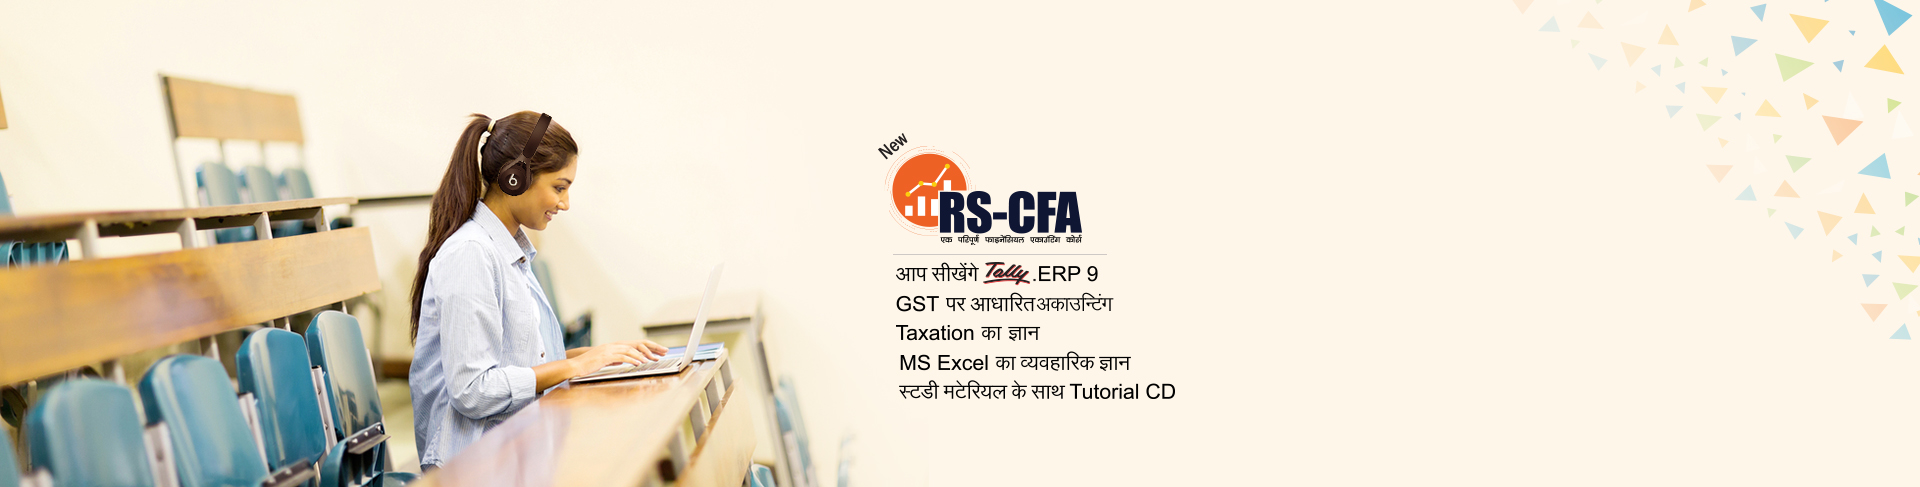 New
RS-CFA
एक परिपूर्ण फाइनेंसियल एकाउंटिंग कोर्स
आप सीखेंगे Tally.ERP 9
GST पर आधारित अकाउन्टिंग
Taxation का ज्ञान
MS Excel का व्यवहारिक ज्ञान
स्टडी मटेरियल के साथ Tutorial CD